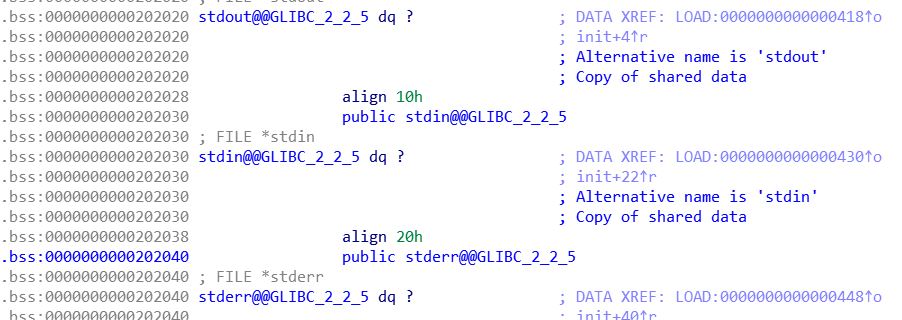 .bss:0000000000202020 ; FILE *stdout
.bss:0000000000202020 stdout@@GLIBC_2_2_5 dq ? ; DATA XREF: LOAD:0000000000000418↑o
.bss:0000000000202020 ; init+4↑r
.bss:0000000000202020 ; Alternative name is 'stdout'
.bss:0000000000202020 ; Copy of shared data
.bss:0000000000202028 align 10h
.bss:0000000000202030 public stdin@@GLIBC_2_2_5
.bss:0000000000202030 ; FILE *stdin
.bss:0000000000202030 stdin@@GLIBC_2_2_5 dq ? ; DATA XREF: LOAD:0000000000000430↑o
.bss:0000000000202030 ; init+22↑r
.bss:0000000000202030 ; Alternative name is 'stdin'
.bss:0000000000202030 ; Copy of shared data
.bss:0000000000202038 align 20h
.bss:0000000000202040 public stderr@@GLIBC_2_2_5
.bss:0000000000202040 ; FILE *stderr
.bss:0000000000202040 stderr@@GLIBC_2_2_5 dq ? ; DATA XREF: LOAD:0000000000000448↑o
.bss:0000000000202040 ; init+40↑r